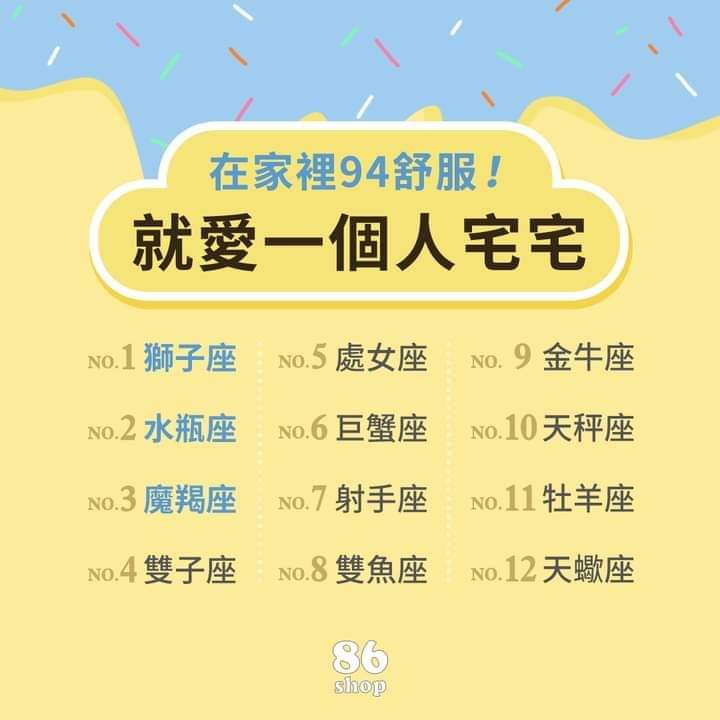 在家裡94舒服！
就愛一個人宅宅
NO.1 獅子座
NO.2 水瓶座
NO.3 魔羯座
NO.4 雙子座
NO.5 處女座
NO.6 巨蟹座
NO.7 射手座
NO.8 雙魚座
NO. 9 金牛座
NO.10 天秤座
NO.11 牡羊座
NO.12 天蠍座
86
shop